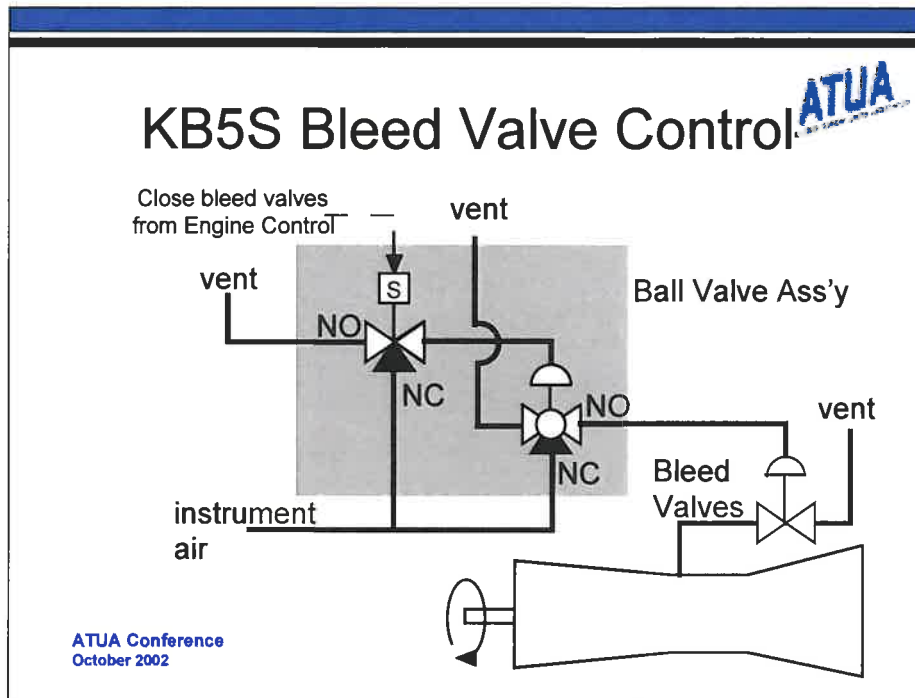 ATUA
KB5S Bleed Valve Control
Close bleed valves
from Engine Control
vent
vent
S
Ball Valve Ass'y
NO
NC
NO
vent
NC
Bleed
Valves
instrument
air
ATUA Conference
October 2002